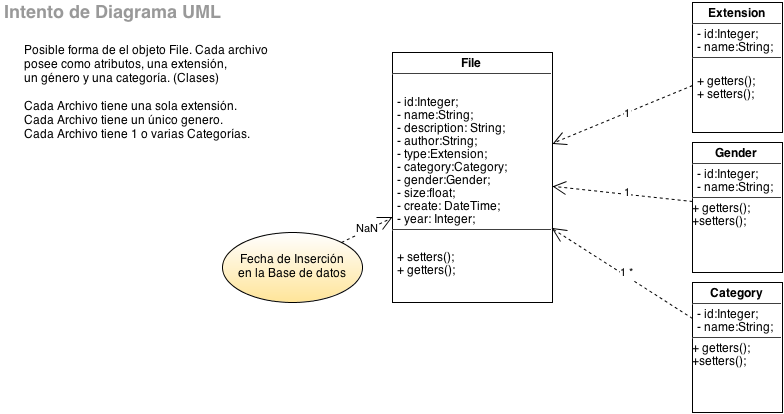 Intento de Diagrama UML
Posible forma de el objeto File. Cada archivo
posee como atributos, una extensión,
un género y una categoría. (Clases)
Cada Archivo tiene una sola extensión.
Cada Archivo tiene un único genero.
Cada Archivo tiene 1 o varias Categorías.
File
- id:Integer;
- name:String;
- description: String;
- author:String;
- type:Extension;
- category:Category;
- gender:Gender;
- size:float;
- create: DateTime;
- year: Integer;
+ setters();
+ getters();
NaN
Fecha de Inserción
en la Base de datos
1
1
1 *
Extension
- id:Integer;
- name:String;
+ getters();
+ setters();
Gender
- id:Integer;
- name:String;
+ getters();
+setters();
Category
- id:Integer;
- name:String;
+ getters();
+setters();